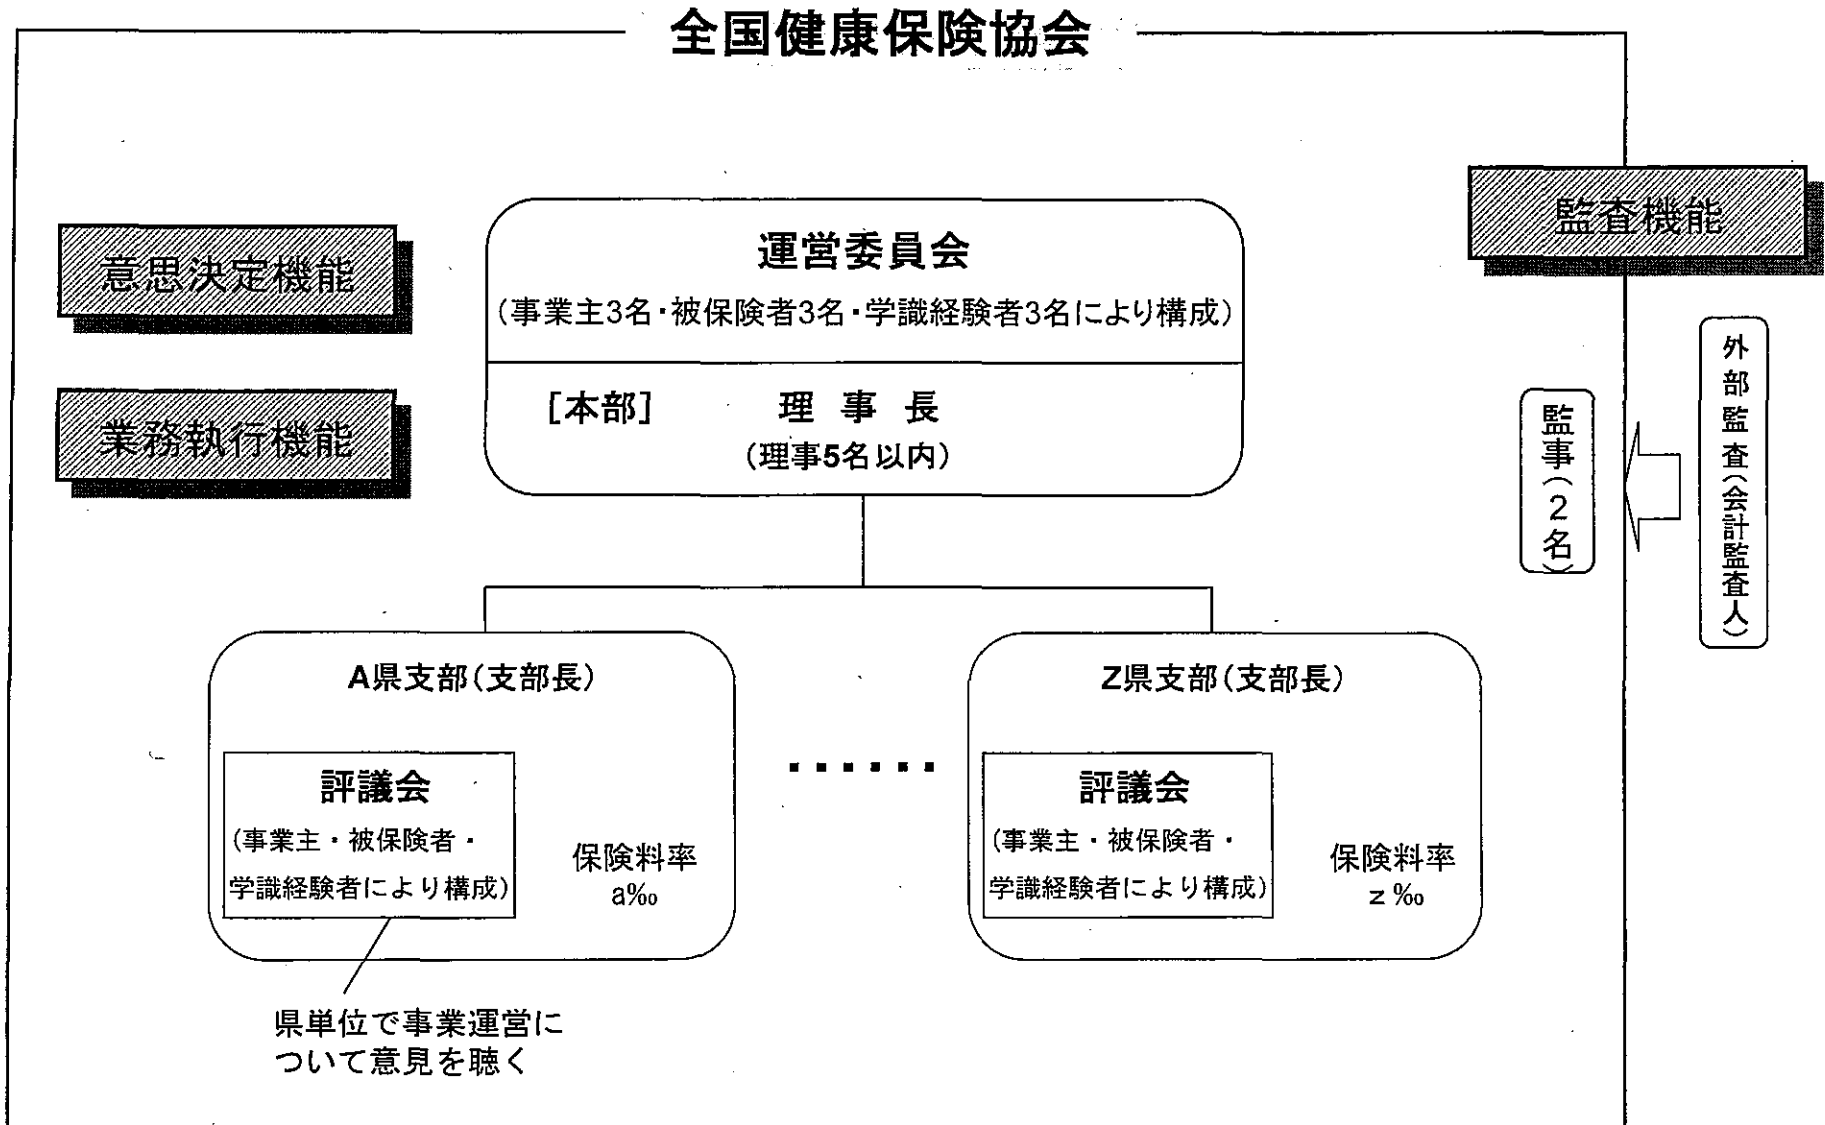 全国健康保険協会
意思決定機能
業務執行機能
監査機能
運営委員会
（事業主3名・被保険者3名・学識経験者3名により構成）
［本部］ 理 事 長
（理事5名以内）
監事（2名）
外部監査（会計監査人）
A県支部（支部長）
評議会
（事業主・被保険者・
学識経験者により構成）
保険料率
a‰
......
Z県支部（支部長）
評議会
（事業主・被保険者・
学識経験者により構成）
保険料率
z‰
県単位で事業運営に
ついて意見を聴く